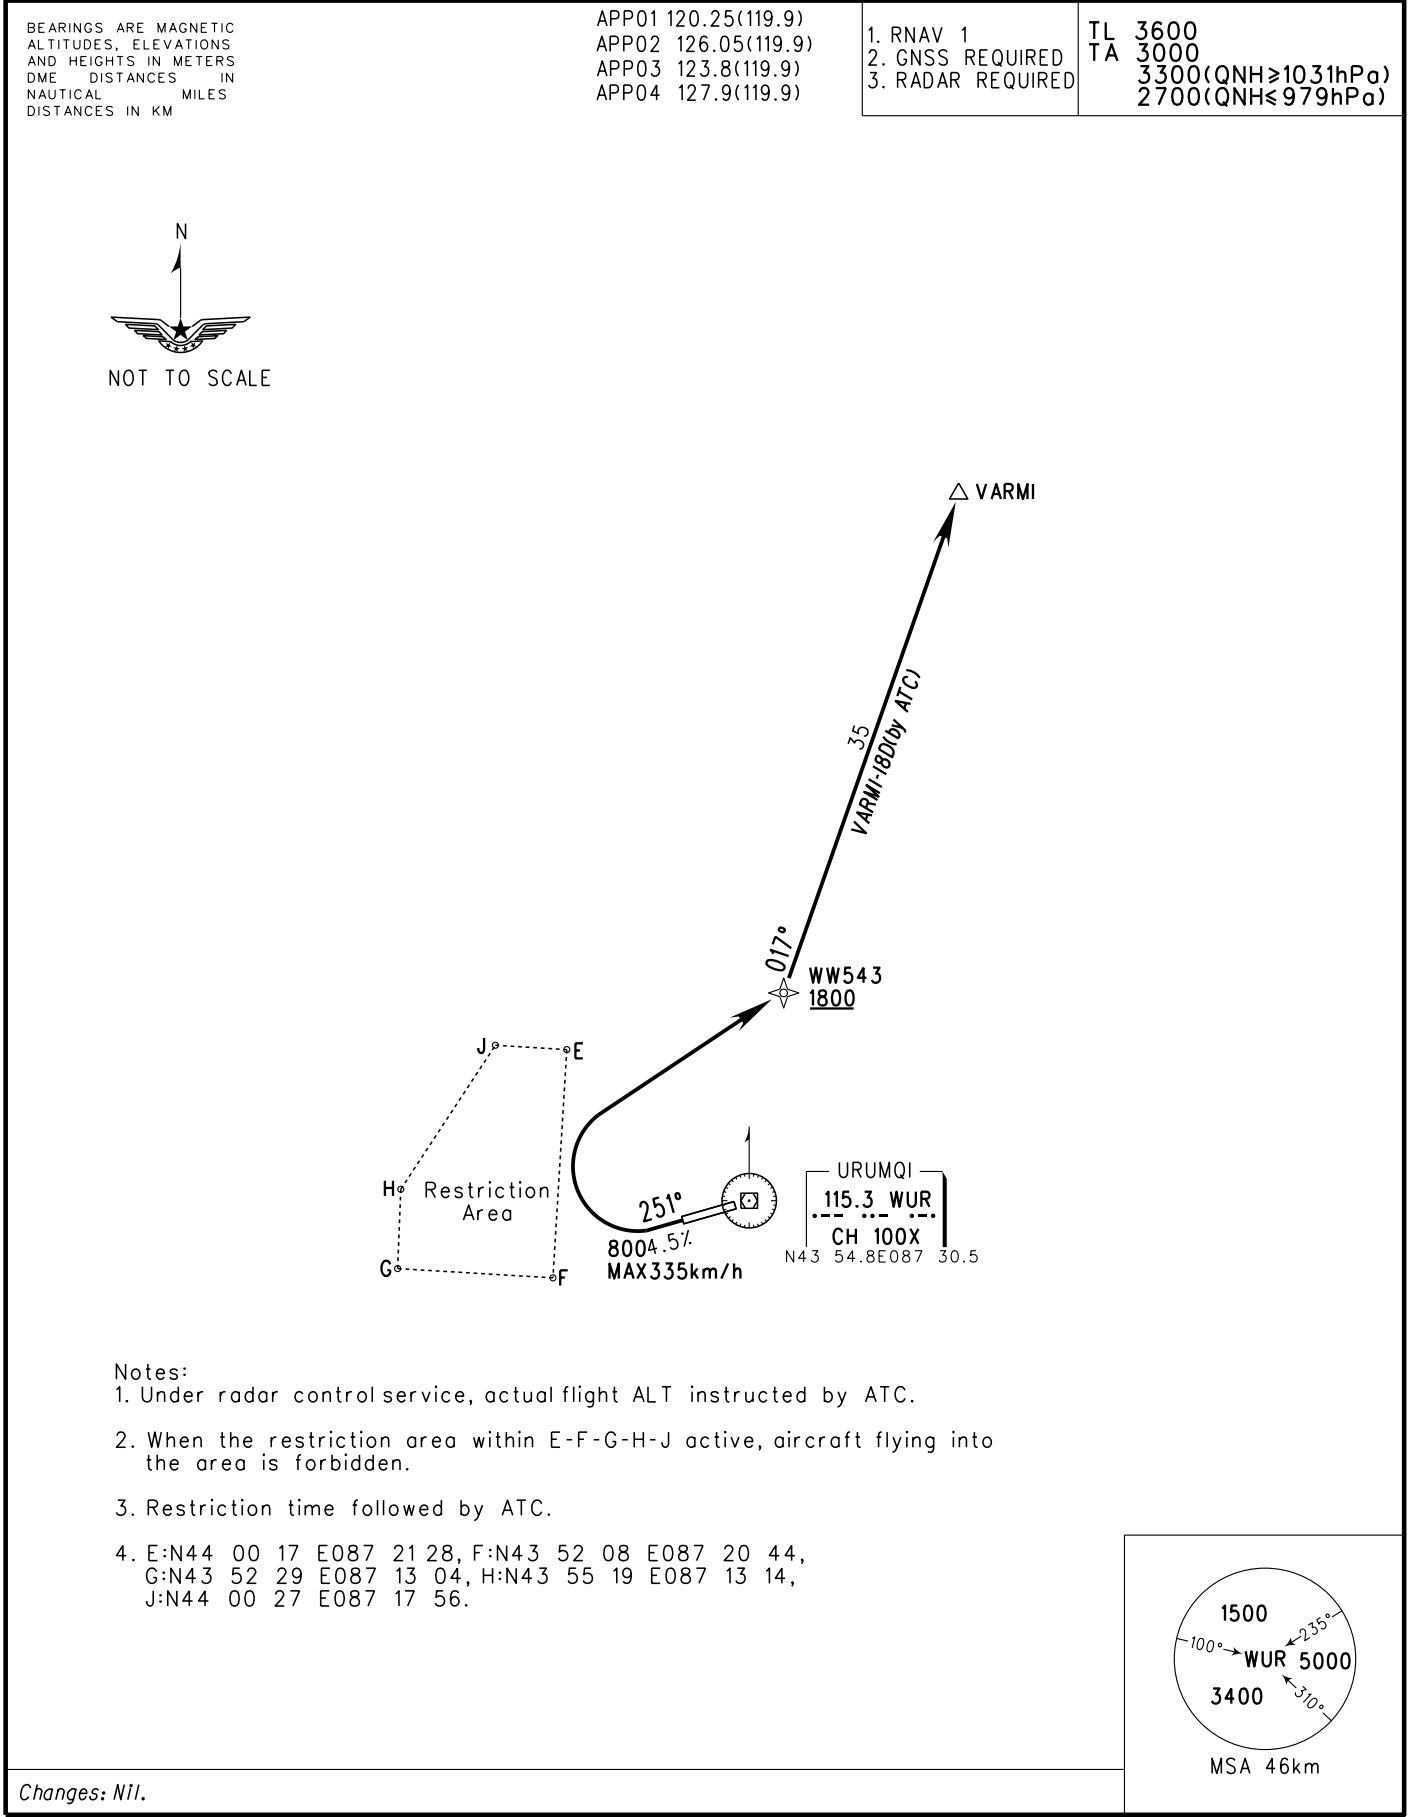 BEARINGS ARE MAGNETIC
ALTITUDES, ELEVATIONS
AND HEIGHTS IN METERS
DME DISTANCES IN
NAUTICAL MILES
DISTANCES IN KM
APP01 120.25(119.9)
APP02 126.05(119.9)
APP03 123.8(119.9)
APP04 127.9(119.9)
1. RNAV 1
2. GNSS REQUIRED
3. RADAR REQUIRED
TL 3600
TA 3000
3300(QNH≥1031hPa)
2700(QNH≤979hPa)
N
NOT TO SCALE
VARMI
35
VARMI-18D(by ATC)
017°
WW543
1800
J
E
H
Restriction
Area
G
F
251°
4.5%
800
MAX335km/h
URUMQI
115.3 WUR
CH 100X
N43 54.8E087 30.5
Notes:
1. Under radar control service, actual flight ALT instructed by ATC.
2. When the restriction area within E-F-G-H-J active, aircraft flying into
the area is forbidden.
3. Restriction time followed by ATC.
4. E:N44 00 17 E087 21 28, F:N43 52 08 E087 20 44,
G:N43 52 29 E087 13 04, H:N43 55 19 E087 13 14,
J:N44 00 27 E087 17 56.
1500
235°
100°
WUR 5000
3400
310°
MSA 46km
Changes: Nil.